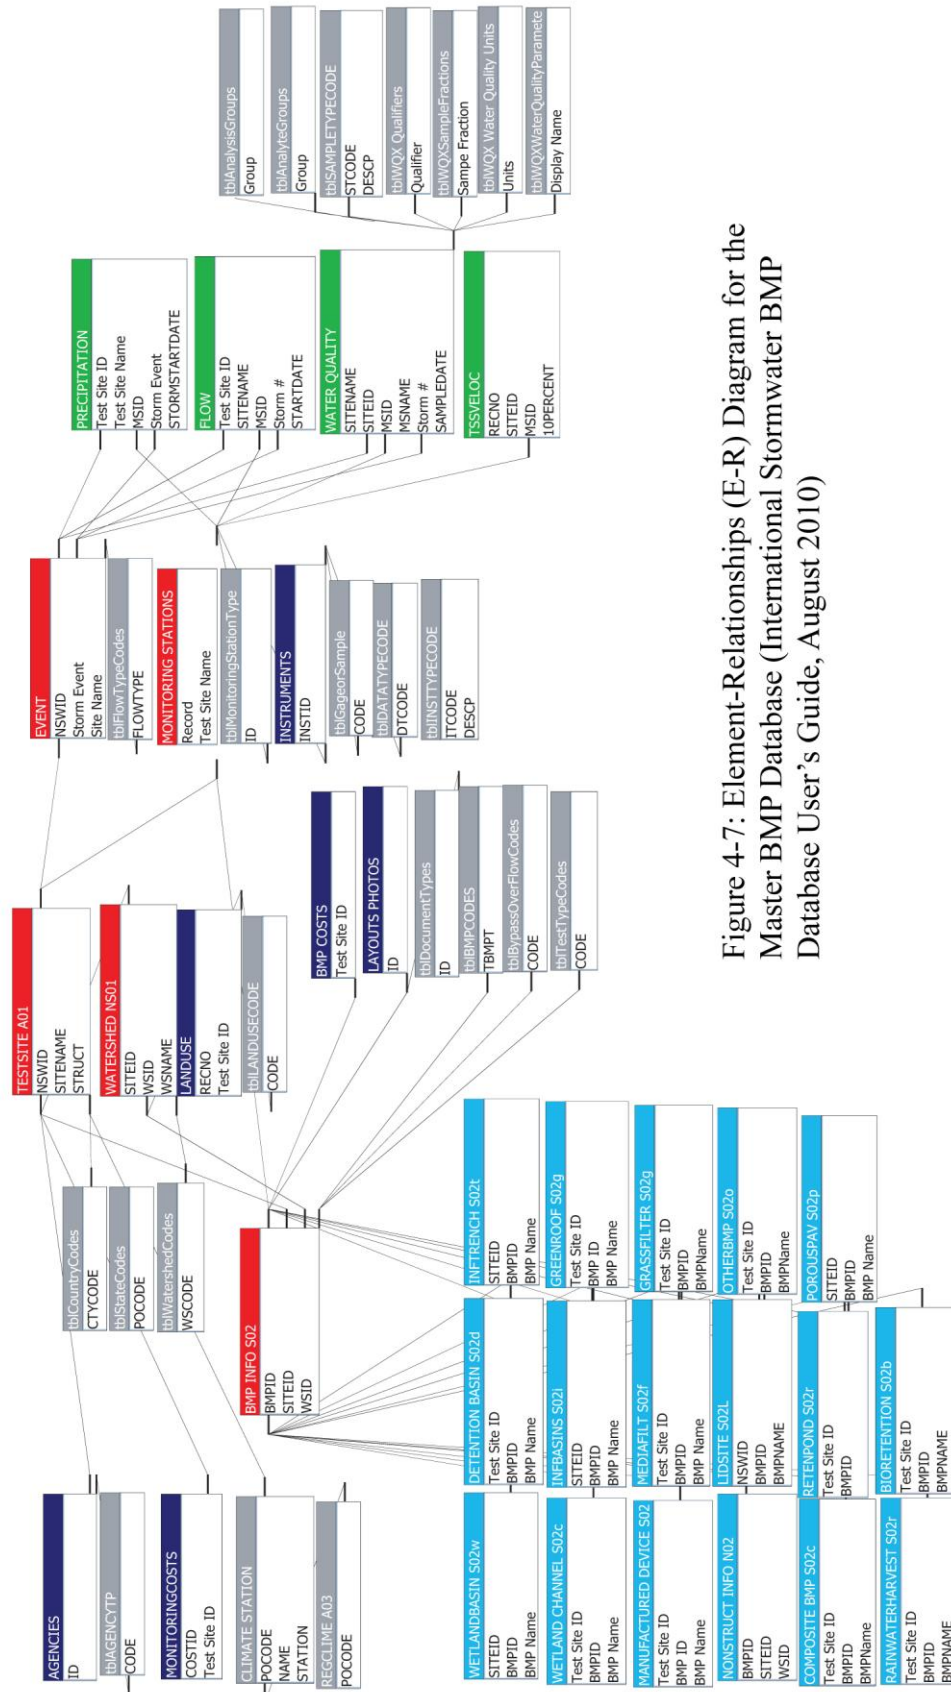 AGENCIES
ID
tblAGENCYTP
CODE
MONITORINGCOSTS
COSTID
Test Site ID
CLIMATE STATION
POCODE
NAME
STATION
REGCLIME A03
POCODE
tblCountryCodes
CTYCODE
tblStateCodes
POCODE
tblWatershedCodes
WSCODE
BMP INFO S02
BMPID
SITEID
WSID
TESTSITE A01
NSWID
SITENAME
STRUCT
WATERSHED NS01
SITEID
WSID
WSNAME
LANDUSE
RECNO
Test Site ID
tblLANDUSECODE
CODE
BMP COSTS
Test Site ID
LAYOUTS PHOTOS
ID
tblDocumentTypes
ID
tblBMPCODES
TBMPT
tblBypassOverFlowCodes
CODE
tblTestTypeCodes
CODE
EVENT
NSWID
Storm Event
Site Name
tblFlowTypeCodes
FLOWTYPE
MONITORING STATIONS
Record
Test Site Name
tblMonitoringStationType
ID
INSTRUMENTS
INSTID
tblGageorSample
CODE
tblDATATYPECODE
DTCODE
tblINSTTYPECODE
ITCODE
DESCP
PRECIPITATION
Test Site ID
Test Site Name
MSID
Storm Event
STORMSTARTDATE
FLOW
Test Site ID
SITENAME
MSID
Storm #
STARTDATE
WATER QUALITY
SITENAME
SITEID
MSID
MSNAME
Storm #
SAMPLEDATE
TSSVELOC
RECNO
SITEID
MSID
10PERCENT
tblAnalysisGroups
Group
tblAnalyteGroups
Group
tblSAMPLETYPECODE
STCODE
DESCP
tblWQX Qualifiers
Qualifier
tblWQXSampleFractions
Sampe Fraction
tblWQX Water Quality Units
Units
tblWQXWaterQualityParamete
Display Name
WETLANDBASIN S02w
SITEID
BMPID
BMP Name
WETLAND CHANNEL S02c
Test Site ID
BMPID
BMP Name
MANUFACTURED DEVICE S02
Test Site ID
BMP ID
BMP Name
NONSTRUCT INFO N02
BMPID
SITEID
WSID
COMPOSITE BMP S02c
Test Site ID
BMPID
BMPName
RAINWATERHARVEST S02r
Test Site ID
BMPID
BMPNAME
DETENTION BASIN S02d
Test Site ID
BMPID
BMP Name
INFBASINS S02i
SITEID
BMPID
BMP Name
MEDIAFILT S02f
Test Site ID
BMPID
BMP Name
LIDSITE S02L
NSWID
BMPID
BMPNAME
RETENPOND S02r
Test Site ID
BMPID
BIORETENTION S02b
Test Site ID
BMPID
BMPNAME
INFTRENCH S02t
SITEID
BMPID
BMP Name
GREENROOF S02g
Test Site ID
BMP ID
BMP Name
GRASSFILTER S02g
Test Site ID
BMPID
BMPName
OTHERBMP S02o
Test Site ID
BMPID
BMPName
POROUSPAV S02p
SITEID
BMPID
BMP Name
Figure 4-7: Element-Relationships (E-R) Diagram for the
Master BMP Database (International Stormwater BMP
Database User's Guide, August 2010)